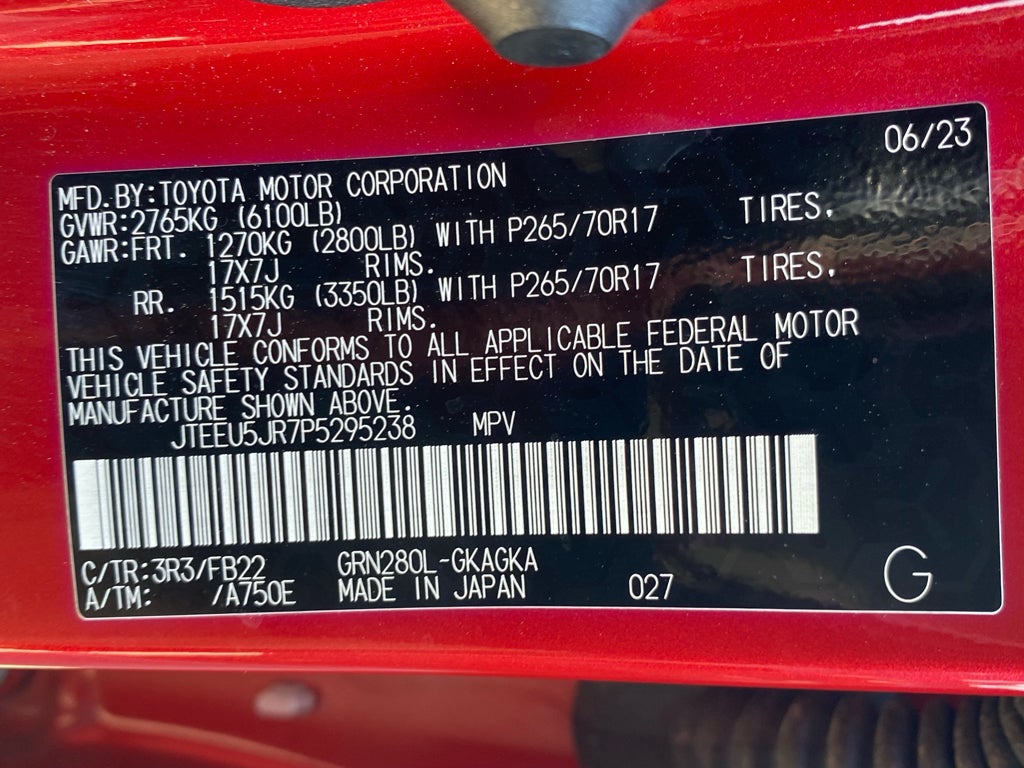 06/23
MFD.BY:TOYOTA MOTOR CORPORATION
GVWR:2765KG (6100LB)
GAWR:FRT. 1270KG (2800LB) WITH P265/70R17 TIRES.
17X7J RIMS.
RR. 1515KG (3350LB) WITH P265/70R17 TIRES.
17X7J RIMS.
THIS VEHICLE CONFORMS TO ALL APPLICABLE FEDERAL MOTOR
VEHICLE SAFETY STANDARDS IN EFFECT ON THE DATE OF
MANUFACTURE SHOWN ABOVE.
JTEEU5JR7P5295238 MPV
C/TR:3R3/FB22 GRN280L-GKAGKA
A/TM: /A750E MADE IN JAPAN 027 G